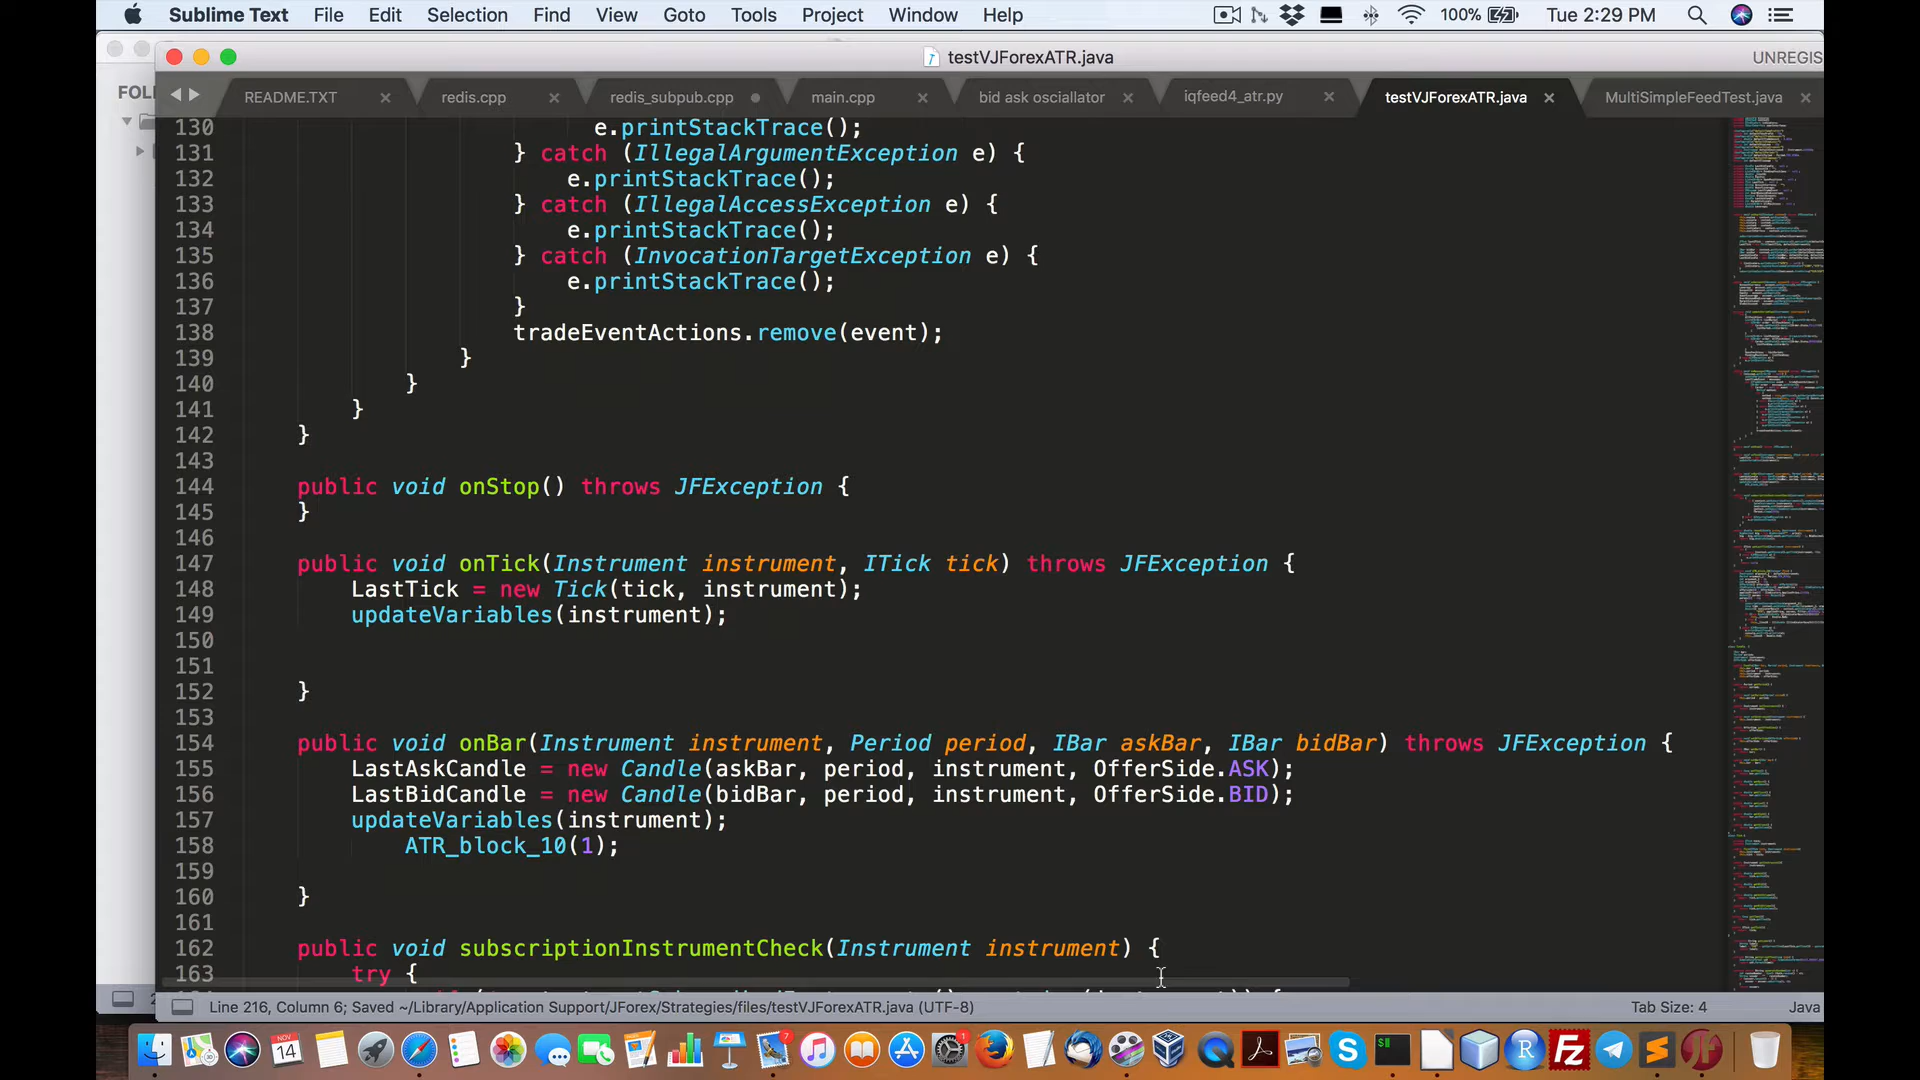 Sublime Text File Edit Selection Find View Goto Tools Project Window Help 100% Tue 2:29 PM
testVJForexATR.java UNREGIS
FOL
README.TXT redis.cpp redis_subpub.cpp main.cpp bid ask osciallator iqfeed4_atr.py testVJForexATR.java MultiSimpleFeedTest.java
130 e.printStackTrace();
131 } catch (IllegalArgumentException e) {
132 e.printStackTrace();
133 } catch (IllegalAccessException e) {
134 e.printStackTrace();
135 } catch (InvocationTargetException e) {
136 e.printStackTrace();
137 }
138 tradeEventActions.remove(event);
139 }
140 }
141 }
142 }
143
144 public void onStop() throws JFException {
145 }
146
147 public void onTick(Instrument instrument, ITick tick) throws JFException {
148 LastTick = new Tick(tick, instrument);
149 updateVariables(instrument);
150
151
152 }
153
154 public void onBar(Instrument instrument, Period period, IBar askBar, IBar bidBar) throws JFException {
155 LastAskCandle = new Candle(askBar, period, instrument, OfferSide.ASK);
156 LastBidCandle = new Candle(bidBar, period, instrument, OfferSide.BID);
157 updateVariables(instrument);
158 ATR_block_10(1);
159
160 }
161
162 public void subscriptionInstrumentCheck(Instrument instrument) {
163 try {
Line 216, Column 6; Saved ~/Library/Application Support/JForex/Strategies/files/testVJForexATR.java (UTF-8) Tab Size: 4 Java
NOV
14
7
1